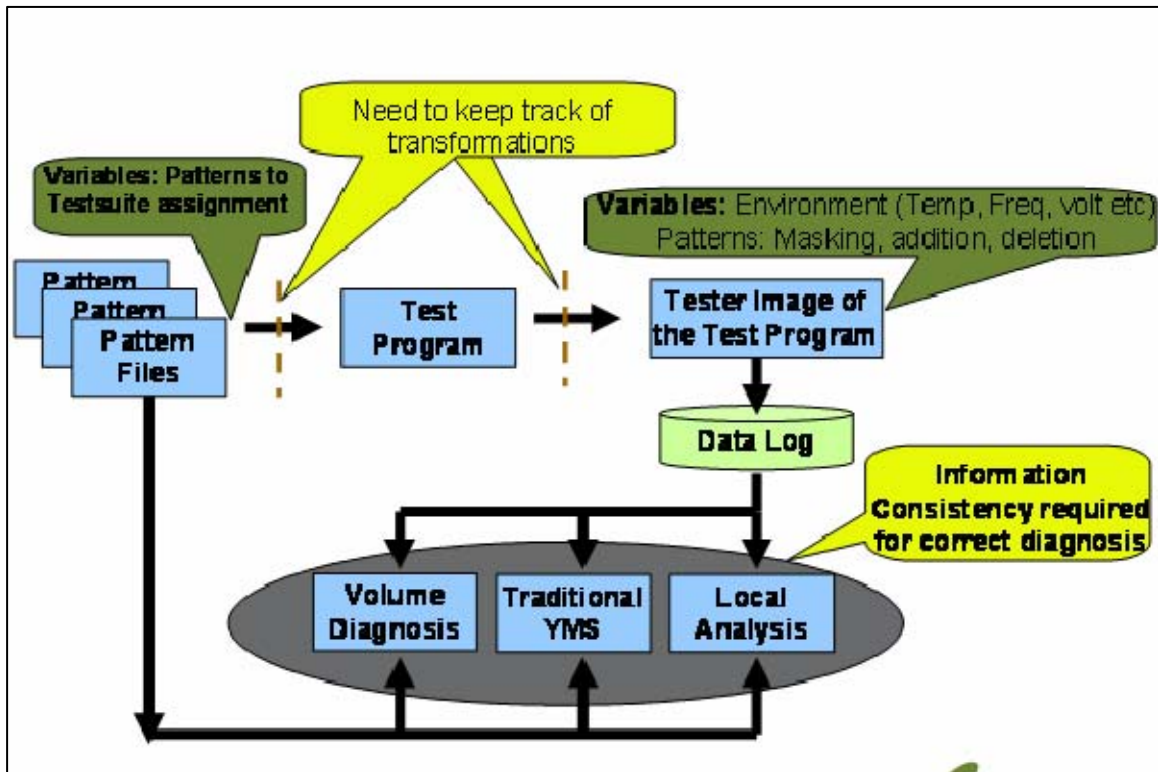 Need to keep track of
transformations
Variables: Patterns to
Testsuite assignment
Variables: Environment (Temp, Freq, volt etc)
Patterns: Masking, addition, deletion
Pattern
Pattern
Pattern
Files
Test
Program
Tester Image of
the Test Program
Data Log
Information
Consistency required
for correct diagnosis
Volume
Diagnosis
Traditional
YMS
Local
Analysis